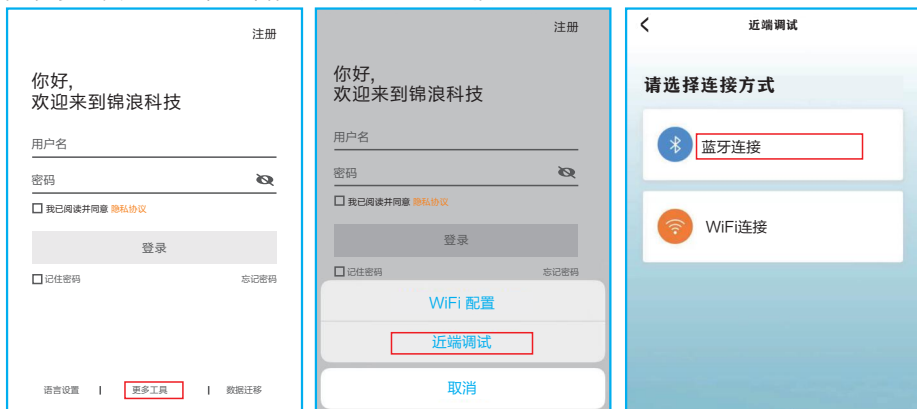 注册
你好,
欢迎来到锦浪科技
用户名
密码
我已阅读并同意 隐私协议
登录
记住密码 忘记密码
语言设置 | 更多工具 | 数据迁移
注册
你好,
欢迎来到锦浪科技
用户名
密码
我已阅读并同意 隐私协议
登录
记住密码 忘记密码
WiFi 配置
近端调试
取消
近端调试
请选择连接方式
蓝牙连接
WiFi连接